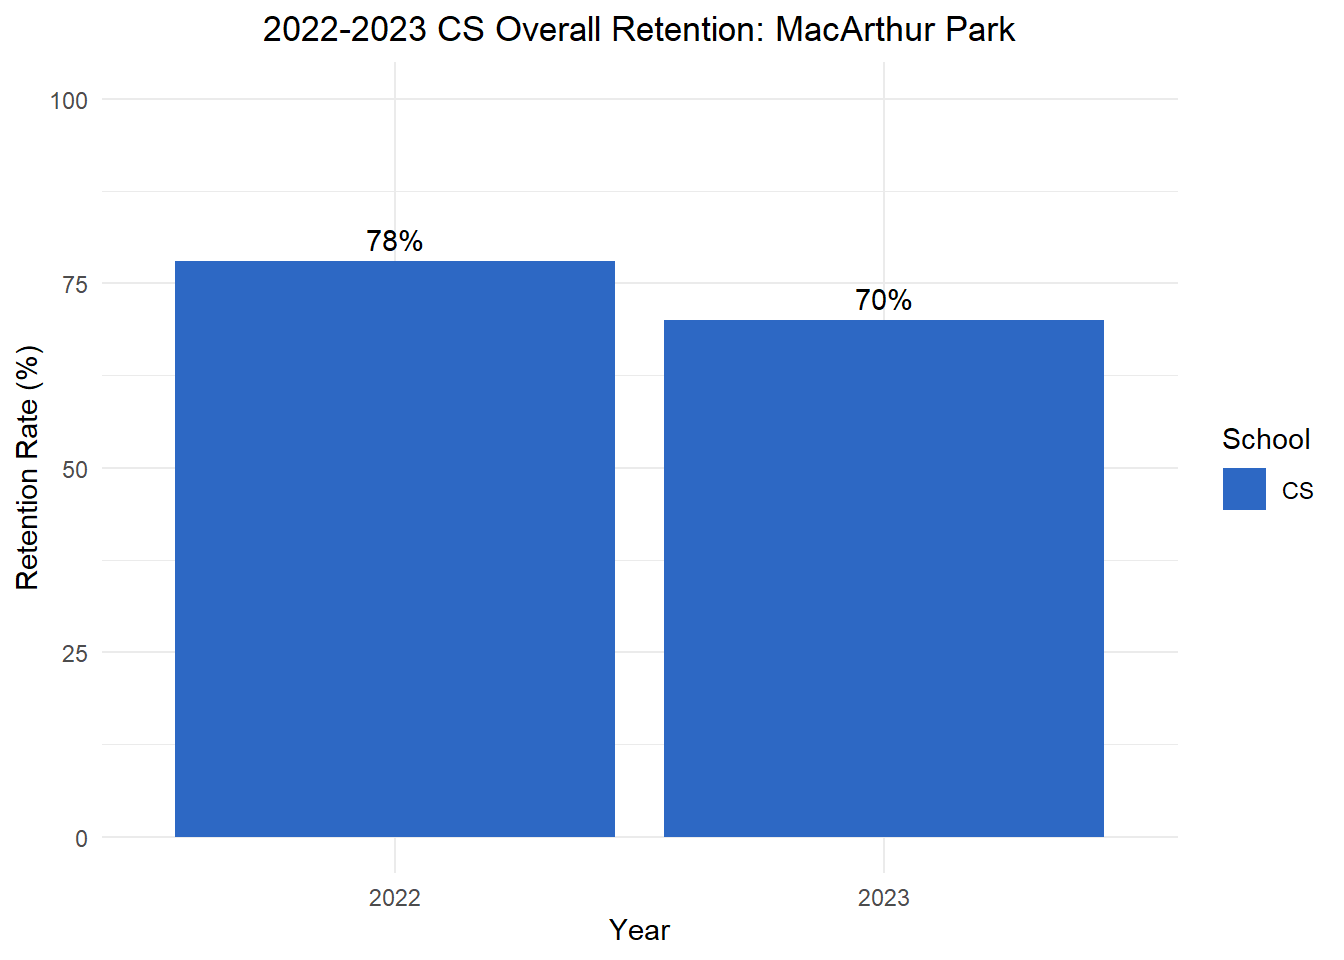 2022-2023 CS Overall Retention: MacArthur Park
Retention Rate (%)
100
75
50
25
0
78%
70%
2022
2023
Year
School
CS